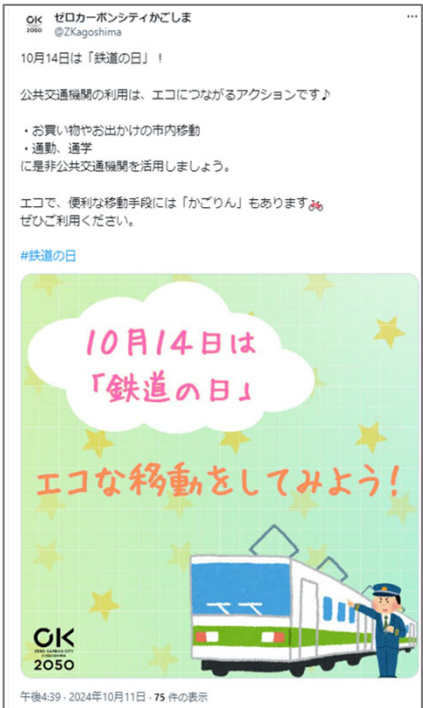 ゼロカーボンシティかごしま
@ZKagoshima
10月14日は「鉄道の日」！
公共交通機関の利用は、エコにつながるアクションです♪
・お買い物やお出かけの市内移動
・通勤、通学
に是非公共交通機関を活用しましょう。
エコで、便利な移動手段には「かごりん」もあります🚲
ぜひご利用ください。
#鉄道の日
10月14日は
「鉄道の日」
エコな移動をしてみよう!
ZERO CARBON CITY
KAGOSHIMA
2050
午後4:39 · 2024年10月11日 · 75 件の表示